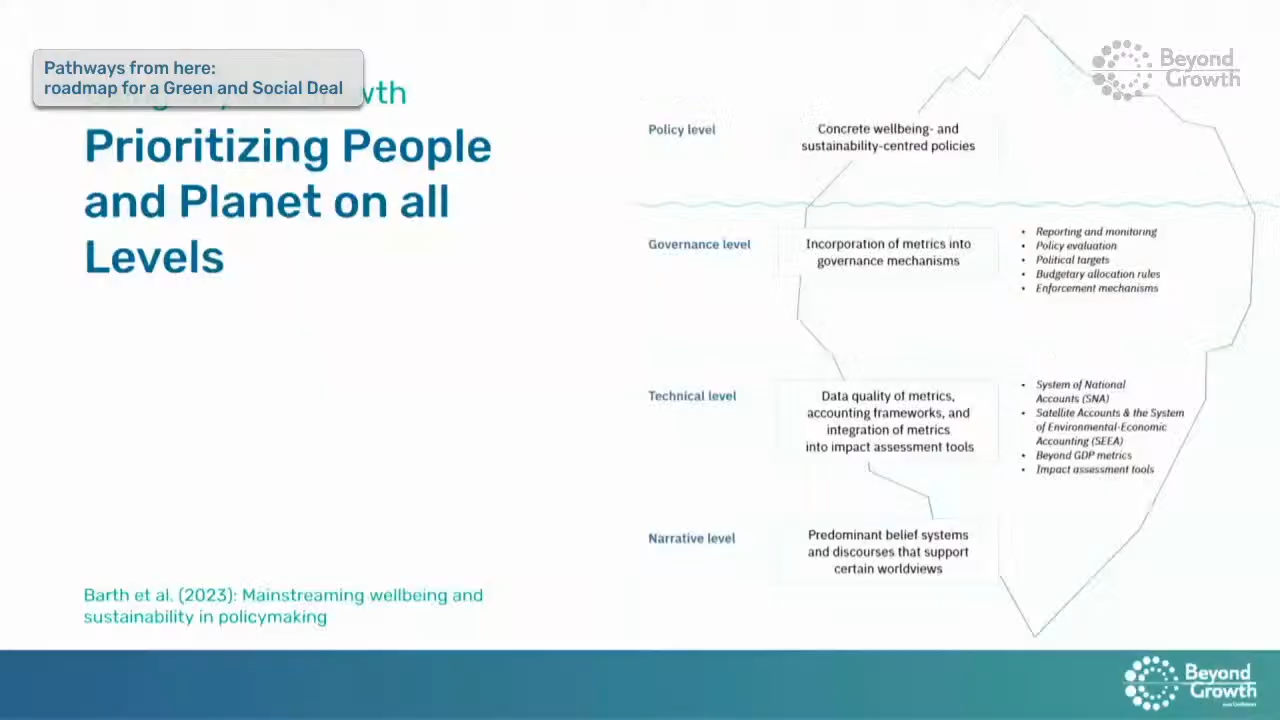 Pathways from here:
roadmap for a Green and Social Deal
Prioritizing People
and Planet on all
Levels
Barth et al. (2023): Mainstreaming wellbeing and
sustainability in policymaking
Beyond
Growth
Policy level
Concrete wellbeing- and
sustainability-centred policies
Governance level
Incorporation of metrics into
governance mechanisms
• Reporting and monitoring
• Policy evaluation
• Political targets
• Budgetary allocation rules
• Enforcement mechanisms
Technical level
Data quality of metrics,
accounting frameworks, and
integration of metrics
into impact assessment tools
• System of National
Accounts (SNA)
• Satellite Accounts & the System
of Environmental-Economic
Accounting (SEEA)
• Beyond GDP metrics
• Impact assessment tools
Narrative level
Predominant belief systems
and discourses that support
certain worldviews
Beyond
Growth